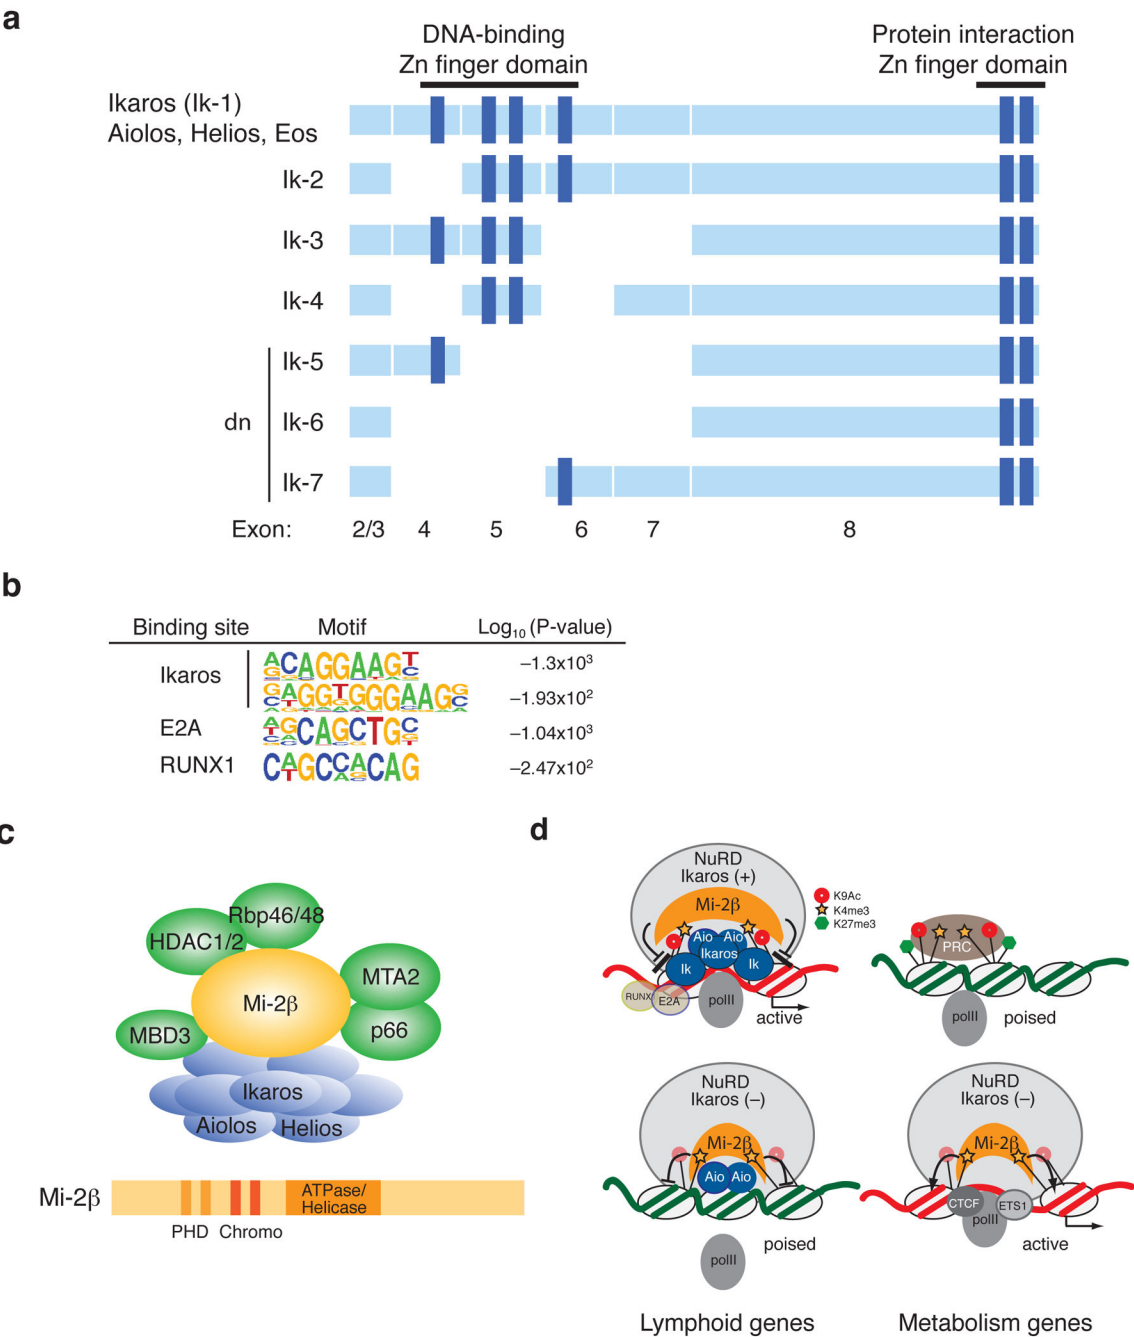 a
DNA-binding
Zn finger domain
Protein interaction
Zn finger domain
Ikaros (Ik-1)
Aiolos, Helios, Eos
Ik-2
Ik-3
Ik-4
Ik-5
dn
Ik-6
Ik-7
Exon: 2/3 4 5 6 7 8
b
Binding site Motif Log10 (P-value)
Ikaros
ACAGGAAGT −1.3x10³
GAGGTGGGGAAGG −1.93x10²
E2A AGCAGCTGC −1.04x10³
RUNX1 CAGCCACAG −2.47x10²
c
Rbp46/48
HDAC1/2
MTA2
Mi-2β
MBD3
p66
Ikaros
Aiolos
Helios
Mi-2β
ATPase/
Helicase
PHD Chromo
d
NuRD
Ikaros (+)
Mi-2β
K9Ac
K4me3
K27me3
Aio Aio
Ikaros
Ik
Ik
RUNX
E2A
polII
active
PRC
polII
poised
NuRD
Ikaros (−)
Mi-2β
Aio Aio
polII
poised
NuRD
Ikaros (−)
Mi-2β
CTCF
ETS1
polII
active
Lymphoid genes
Metabolism genes